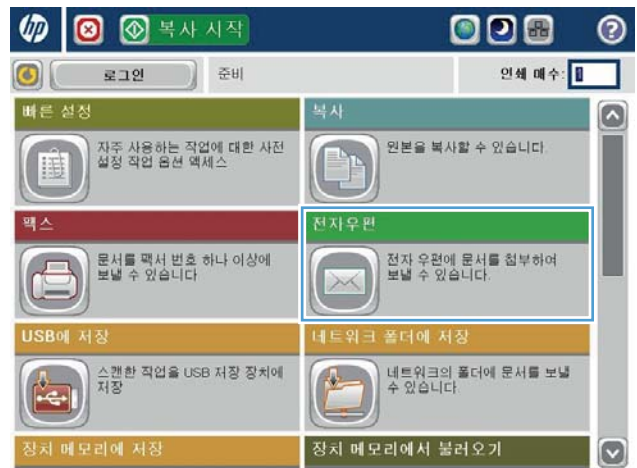 hp 복사 시작 ?
로그인 준비 인쇄 매수: 1
빠른 설정
자주 사용하는 작업에 대한 사전
설정 작업 옵션 액세스
복사
원본을 복사할 수 있습니다.
팩스
문서를 팩서 번호 하나 이상에
보낼 수 있습니다
전자우편
전자 우편에 문서를 첨부하여
보낼 수 있습니다.
USB에 저장
스캔한 작업을 USB 저장 장치에
저장
네트워크 폴더에 저장
네트워크의 폴더에 문서를 보낼
수 있습니다
장치 메모리에 저장
장치 메모리에서 불러오기